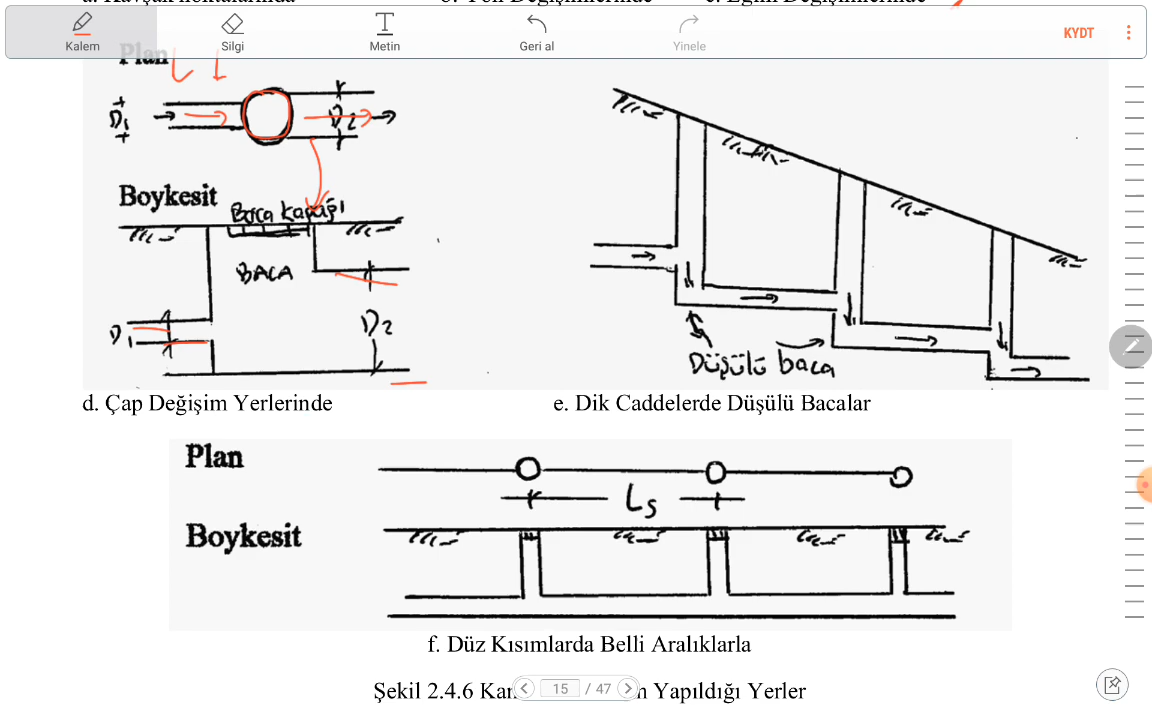 Kalem
Silgi
Metin
Geri al
Yinele
KYDT
Plan
D1
D2
Boykesit
Baca Kapağı
BACA
D1
D2
Düşülü baca
d. Çap Değişim Yerlerinde
e. Dik Caddelerde Düşülü Bacalar
Plan
Ls
Boykesit
f. Düz Kısımlarda Belli Aralıklarla
Şekil 2.4.6
15 / 47
Yapıldığı Yerler